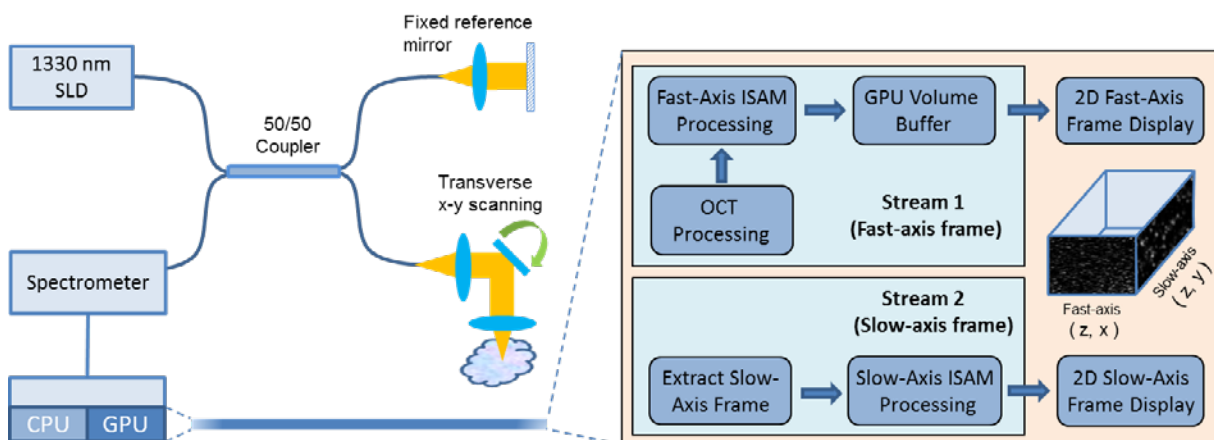 1330 nm
SLD
50/50
Coupler
Fixed reference
mirror
Transverse
x-y scanning
Spectrometer
CPU
GPU
Fast-Axis ISAM
Processing
GPU Volume
Buffer
2D Fast-Axis
Frame Display
OCT
Processing
Stream 1
(Fast-axis frame)
Slow-axis
( z, y )
Fast-axis
( z, x )
Stream 2
(Slow-axis frame)
Extract Slow-
Axis Frame
Slow-Axis ISAM
Processing
2D Slow-Axis
Frame Display